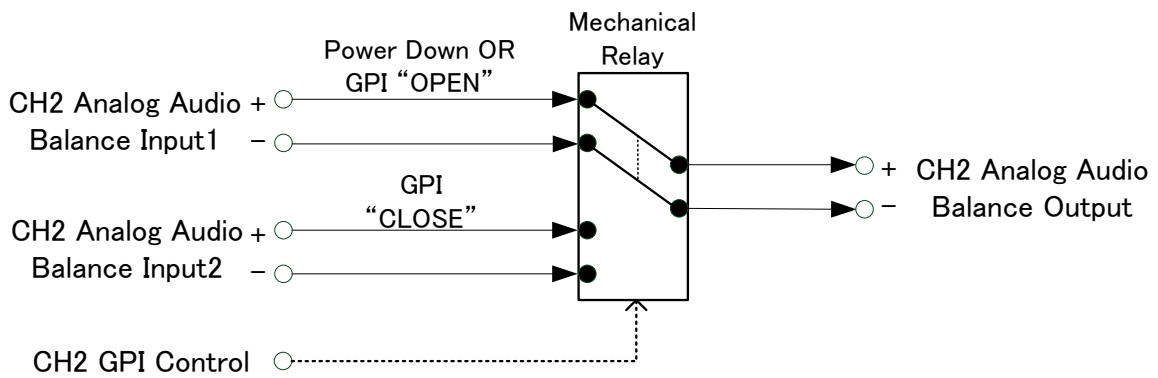 Mechanical
Relay
Power Down OR
GPI “OPEN”
CH2 Analog Audio +
Balance Input1 −
GPI
“CLOSE”
CH2 Analog Audio +
Balance Input2 −
+ CH2 Analog Audio
− Balance Output
CH2 GPI Control